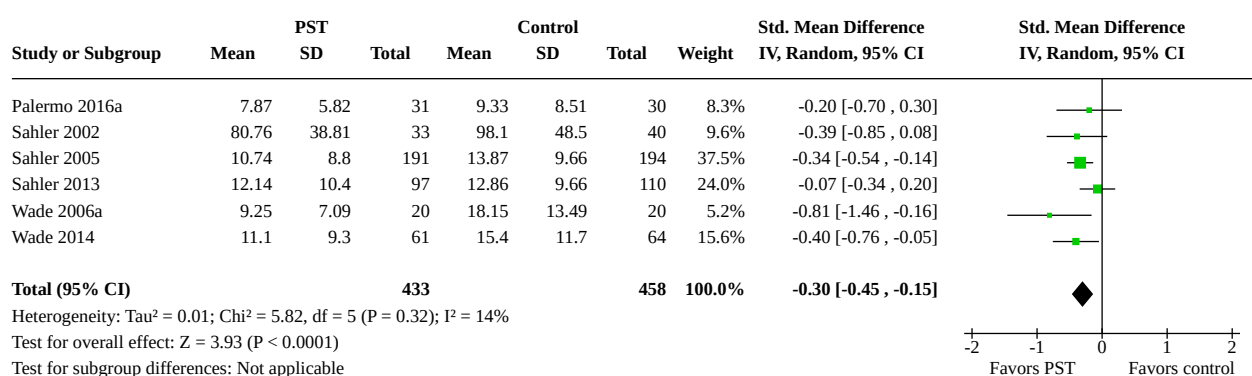 PST Control Std. Mean Difference Std. Mean Difference
Study or Subgroup Mean SD Total Mean SD Total Weight IV, Random, 95% CI IV, Random, 95% CI
Palermo 2016a 7.87 5.82 31 9.33 8.51 30 8.3% -0.20 [-0.70 , 0.30]
Sahler 2002 80.76 38.81 33 98.1 48.5 40 9.6% -0.39 [-0.85 , 0.08]
Sahler 2005 10.74 8.8 191 13.87 9.66 194 37.5% -0.34 [-0.54 , -0.14]
Sahler 2013 12.14 10.4 97 12.86 9.66 110 24.0% -0.07 [-0.34 , 0.20]
Wade 2006a 9.25 7.09 20 18.15 13.49 20 5.2% -0.81 [-1.46 , -0.16]
Wade 2014 11.1 9.3 61 15.4 11.7 64 15.6% -0.40 [-0.76 , -0.05]
Total (95% CI) 433 458 100.0% -0.30 [-0.45 , -0.15]
Heterogeneity: Tau² = 0.01; Chi² = 5.82, df = 5 (P = 0.32); I² = 14%
Test for overall effect: Z = 3.93 (P < 0.0001)
-2 -1 0 1 2
Test for subgroup differences: Not applicable
Favors PST Favors control